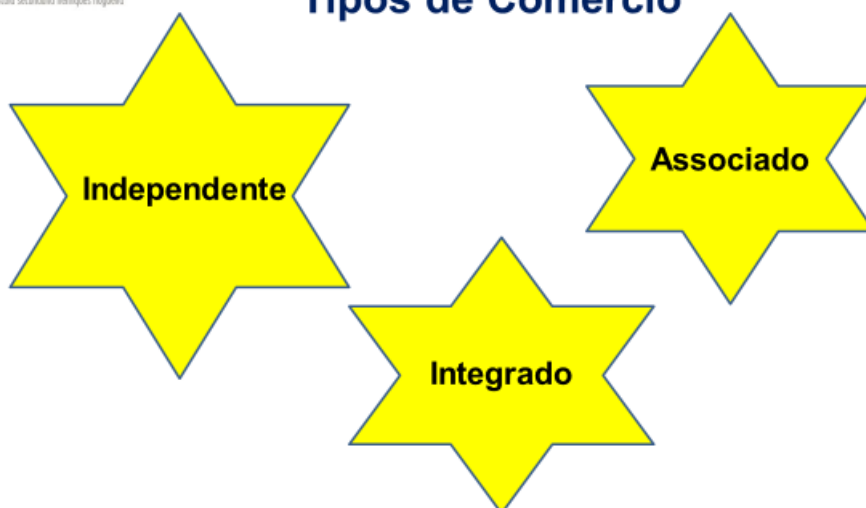 Tipos de Comércio
Independente
Associado
Integrado